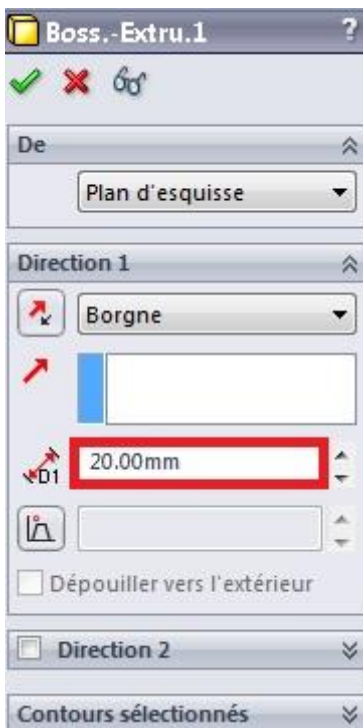 Boss.-Extru.1 ?
De
Plan d'esquisse
Direction 1
Borgne
D1 20.00mm
Dépouiller vers l'extérieur
Direction 2
Contours sélectionnés